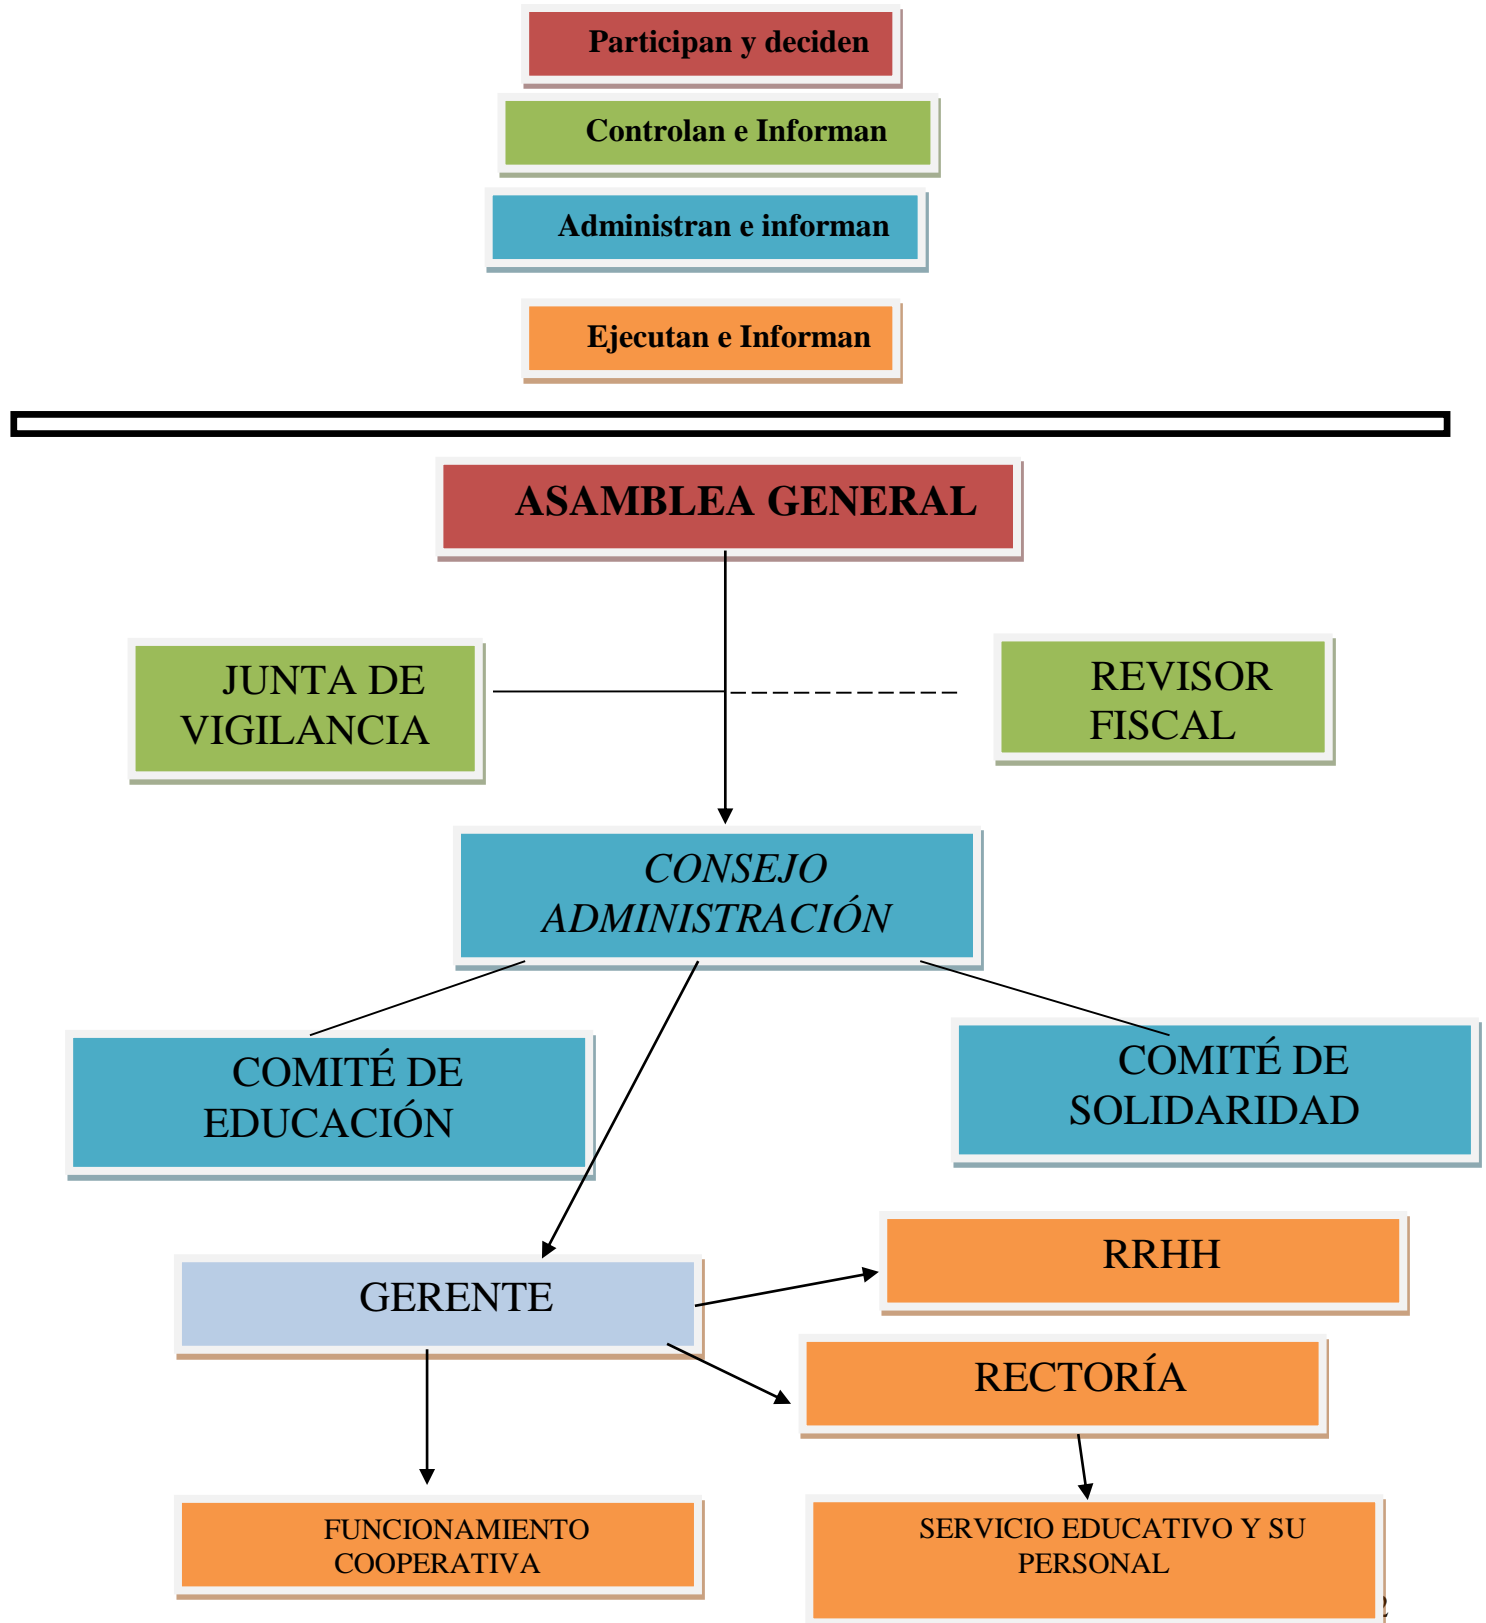 Participan y deciden
Controlan e Informan
Administran e informan
Ejecutan e Informan
ASAMBLEA GENERAL
JUNTA DE
VIGILANCIA
REVISOR
FISCAL
CONSEJO
ADMINISTRACIÓN
COMITÉ DE
EDUCACIÓN
COMITÉ DE
SOLIDARIDAD
RRHH
GERENTE
RECTORÍA
FUNCIONAMIENTO
COOPERATIVA
SERVICIO EDUCATIVO Y SU
PERSONAL